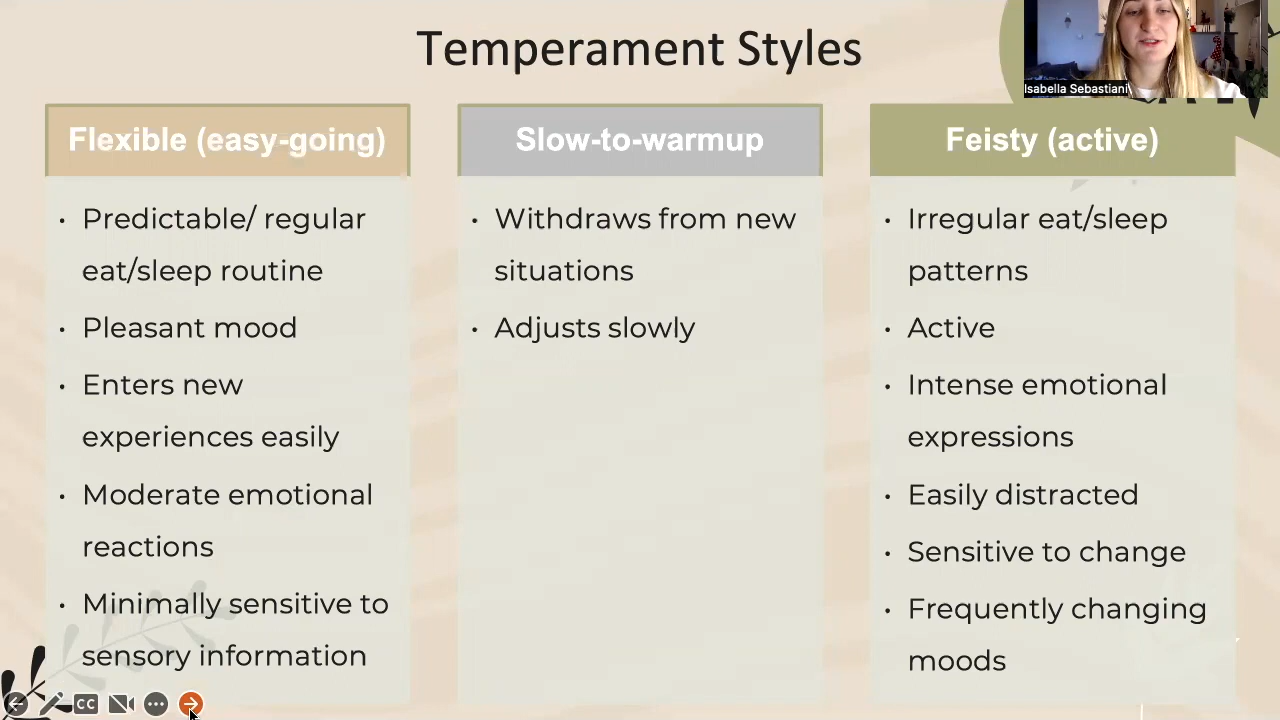 Temperament Styles
Isabella Sebastiani
Flexible (easy-going)
• Predictable/ regular
eat/sleep routine
• Pleasant mood
• Enters new
experiences easily
• Moderate emotional
reactions
• Minimally sensitive to
sensory information
Slow-to-warmup
• Withdraws from new
situations
• Adjusts slowly
Feisty (active)
• Irregular eat/sleep
patterns
• Active
• Intense emotional
expressions
• Easily distracted
• Sensitive to change
• Frequently changing
moods
CC